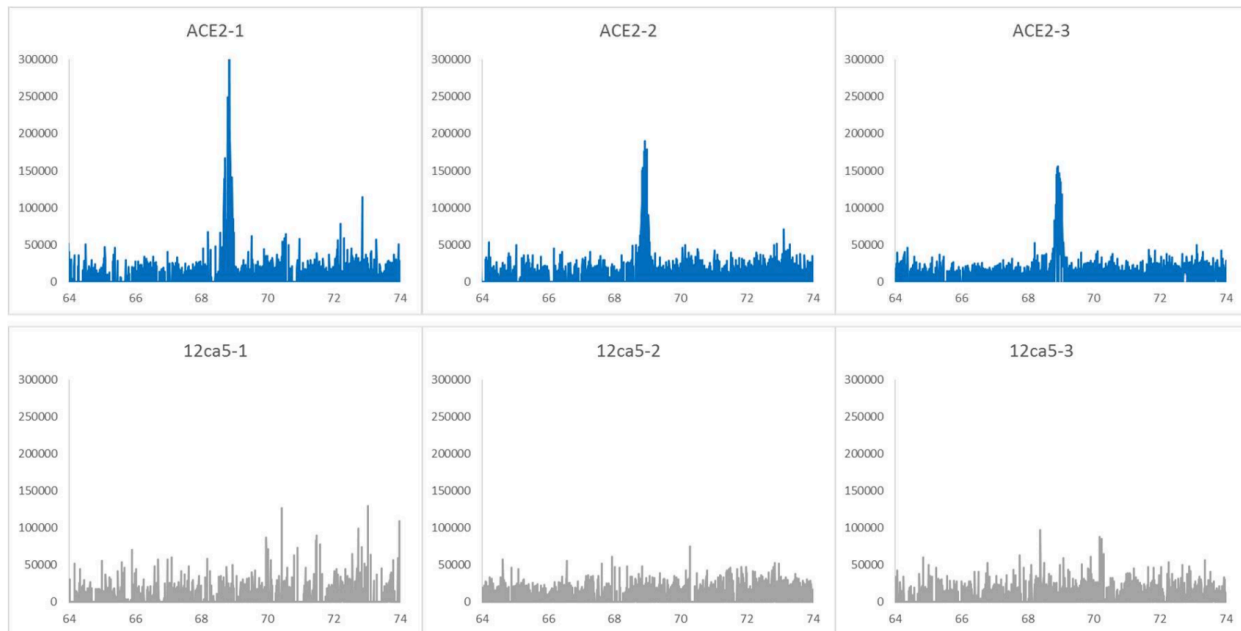 ACE2-1 ACE2-2 ACE2-3
300000 300000 300000
250000 250000 250000
200000 200000 200000
150000 150000 150000
100000 100000 100000
50000 50000 50000
0 0 0
64 66 68 70 72 74 64 66 68 70 72 74 64 66 68 70 72 74
12ca5-1 12ca5-2 12ca5-3
300000 300000 300000
250000 250000 250000
200000 200000 200000
150000 150000 150000
100000 100000 100000
50000 50000 50000
0 0 0
64 66 68 70 72 74 64 66 68 70 72 74 64 66 68 70 72 74